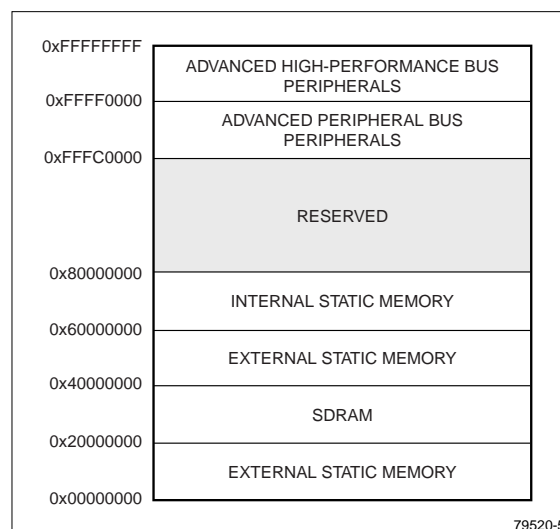 0xFFFFFFFF
ADVANCED HIGH-PERFORMANCE BUS
PERIPHERALS
0xFFFF0000
ADVANCED PERIPHERAL BUS
PERIPHERALS
0xFFFC0000
RESERVED
0x80000000
INTERNAL STATIC MEMORY
0x60000000
EXTERNAL STATIC MEMORY
0x40000000
SDRAM
0x20000000
EXTERNAL STATIC MEMORY
0x00000000